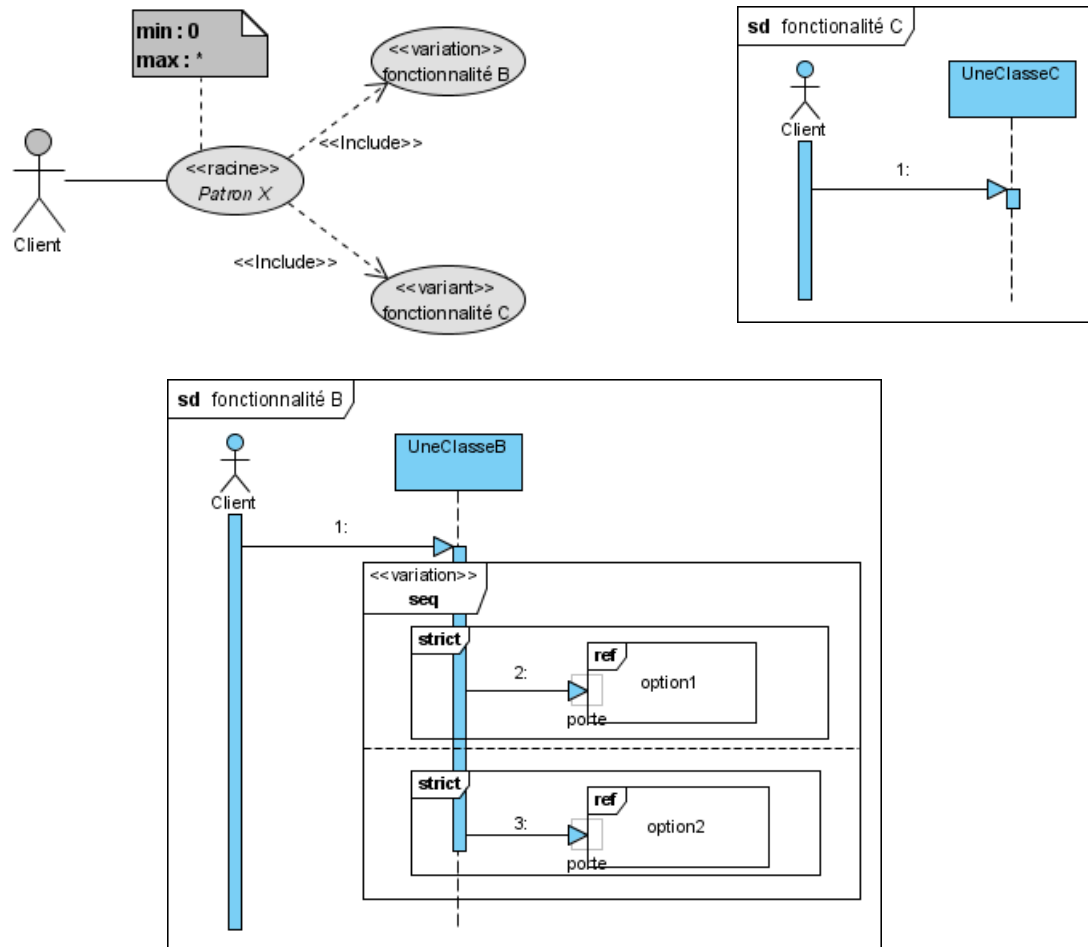 min : 0
max : *
<<variation>>
fonctionnalité B
<<Include>>
<<racine>>
Patron X
Client
<<Include>>
<<variant>>
fonctionnalité C
sd fonctionalité C
UneClasseC
Client
1:
sd fonctionnalité B
UneClasseB
Client
1:
<<variation>>
seq
strict
ref
2:
option1
porte
strict
ref
3:
option2
porte